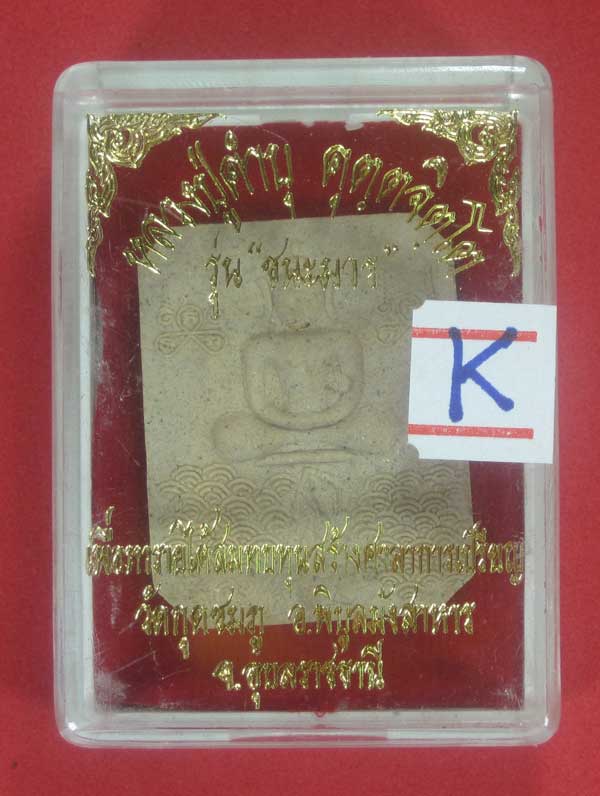 หลวงปู่คำบุ คุตฺตจิตฺโต
รุ่น "ชนะมาร"
K
เพื่อหารายได้สมทบทุนสร้างศาลาการเปรียญ
วัดกุดชมภู อ.พิบูลมังสาหาร
จ.อุบลราชธานี